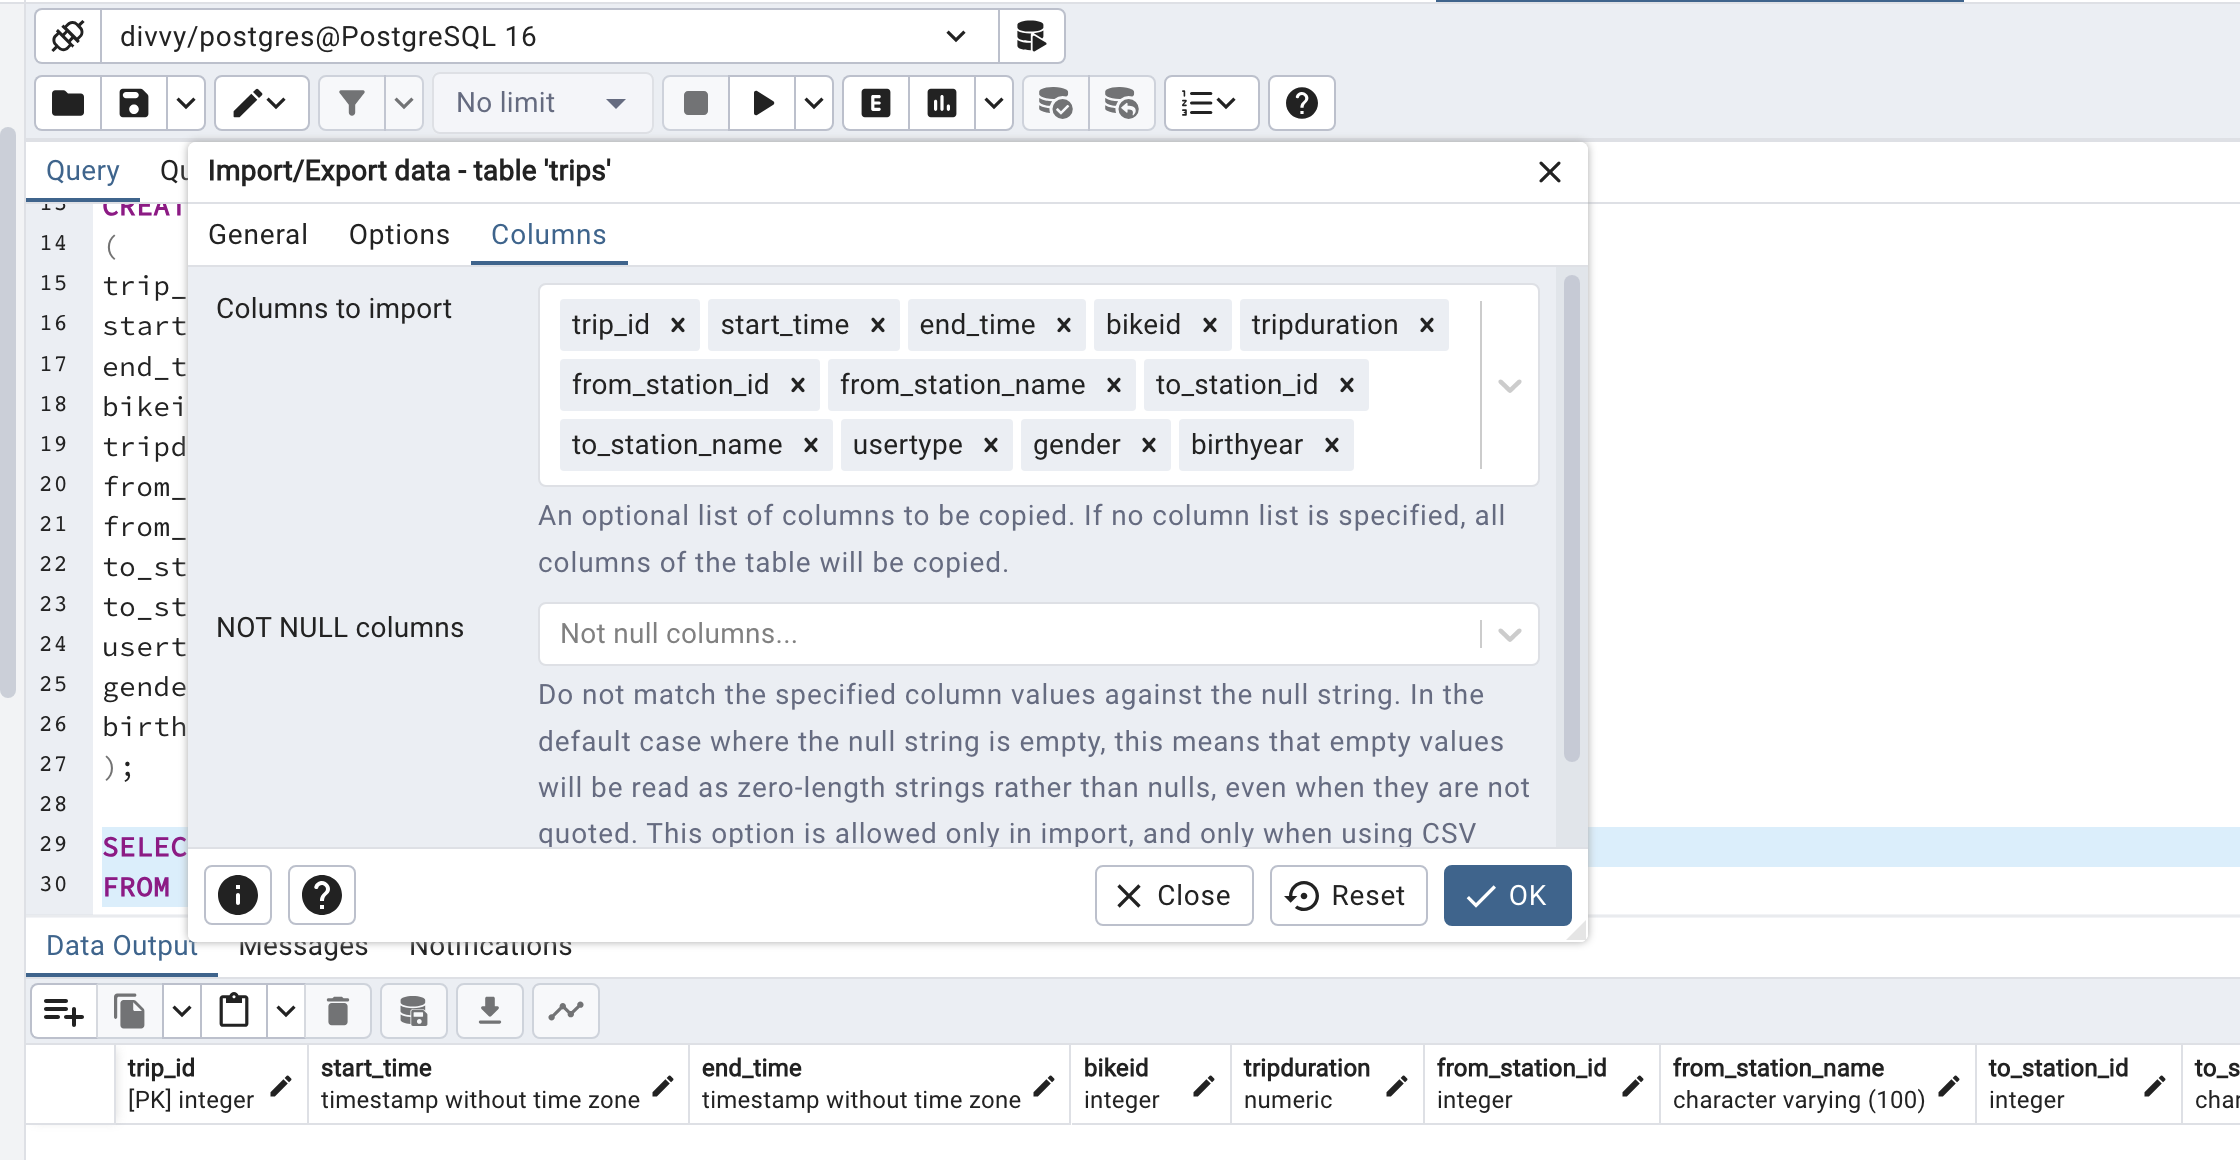 divvy/postgres@PostgreSQL 16
No limit
Query Qu
Import/Export data - table 'trips'
General Options Columns
13 CREAT
14 (
15 trip_
16 start
17 end_t
18 bikei
19 tripd
20 from_
21 from_
22 to_st
23 to_st
24 usert
25 gende
26 birth
27 );
28
29 SELEC
30 FROM
Columns to import
trip_id start_time end_time bikeid tripduration
from_station_id from_station_name to_station_id
to_station_name usertype gender birthyear
An optional list of columns to be copied. If no column list is specified, all
columns of the table will be copied.
NOT NULL columns
Not null columns...
Do not match the specified column values against the null string. In the
default case where the null string is empty, this means that empty values
will be read as zero-length strings rather than nulls, even when they are not
quoted. This option is allowed only in import, and only when using CSV
Close Reset OK
Data Output Messages Notifications
trip_id start_time end_time bikeid tripduration from_station_id from_station_name to_station_id to_s
[PK] integer timestamp without time zone timestamp without time zone integer numeric integer character varying (100) integer char